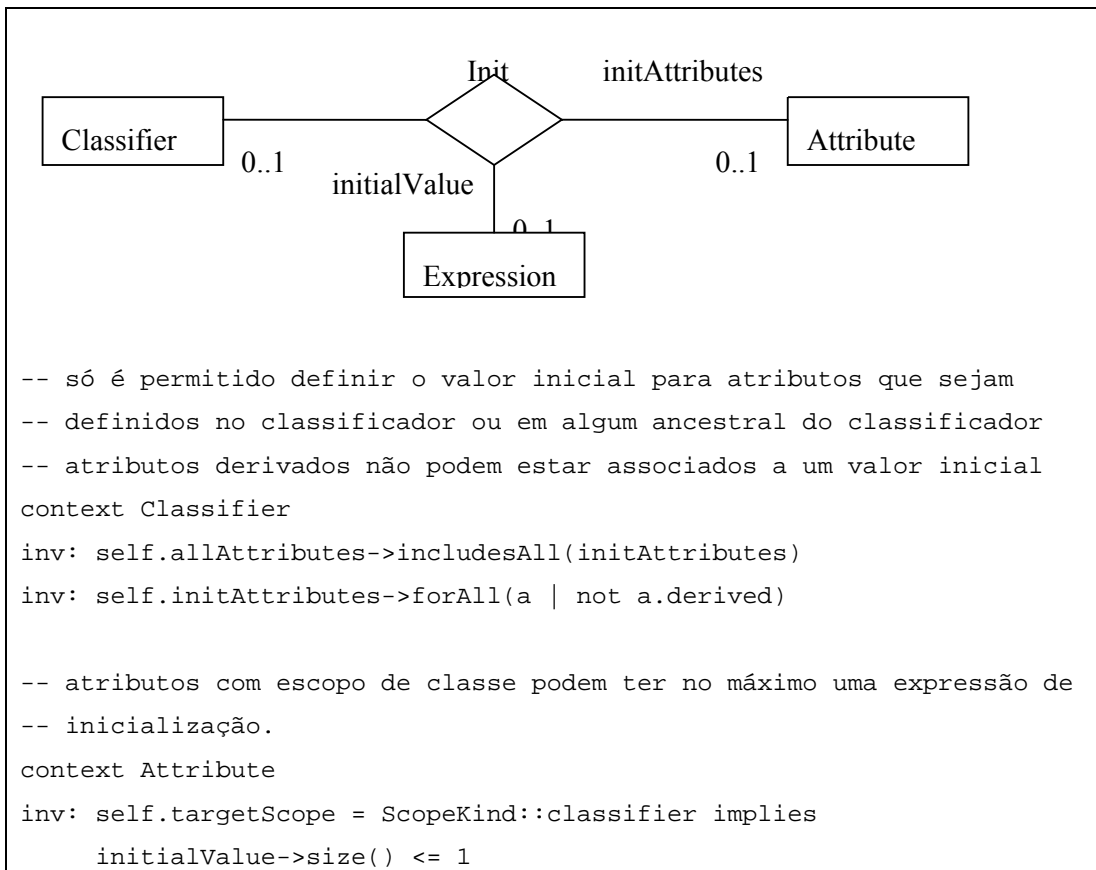 Init initAttributes
Classifier
Attribute
0..1
0..1
initialValue
0..1
Expression
-- só é permitido definir o valor inicial para atributos que sejam
-- definidos no classificador ou em algum ancestral do classificador
-- atributos derivados não podem estar associados a um valor inicial
context Classifier
inv: self.allAttributes->includesAll(initAttributes)
inv: self.initAttributes->forAll(a | not a.derived)
-- atributos com escopo de classe podem ter no máximo uma expressão de
-- inicialização.
context Attribute
inv: self.targetScope = ScopeKind::classifier implies
initialValue->size() <= 1